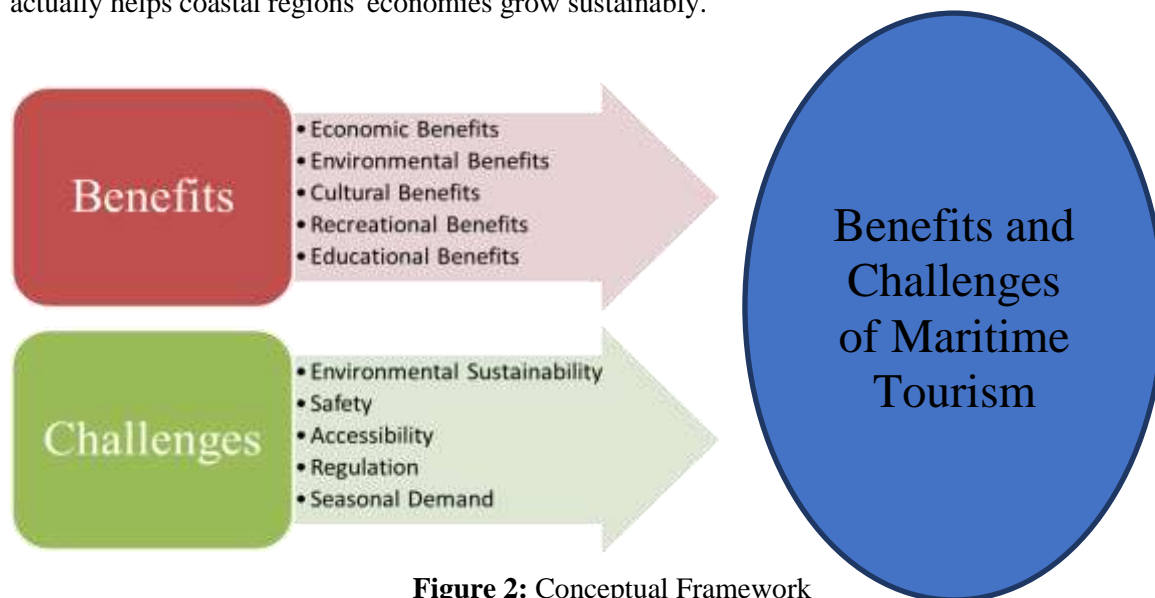 actually helps coastal regions' economies grow sustainably.
Benefits
• Economic Benefits
• Environmental Benefits
• Cultural Benefits
• Recreational Benefits
• Educational Benefits
Challenges
• Environmental Sustainability
• Safety
• Accessibility
• Regulation
• Seasonal Demand
Benefits and
Challenges
of Maritime
Tourism
Figure 2: Conceptual Framework